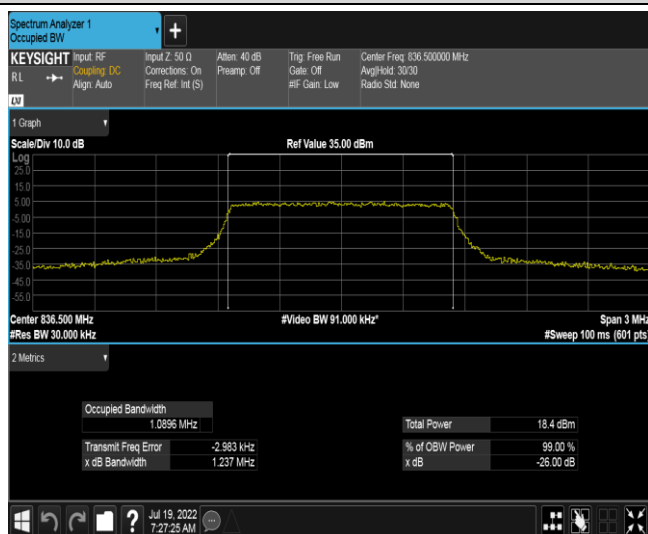 Spectrum Analyzer 1
Occupied BW
KEYSIGHT
R L
LXI
Input: RF
Coupling: DC
Align: Auto
Input Z: 50 Ω
Corrections: On
Freq Ref: Int (S)
Atten: 40 dB
Preamp: Off
Trig: Free Run
Gate: Off
#IF Gain: Low
Center Freq: 836.500000 MHz
Avg|Hold: 30/30
Radio Std: None
1 Graph
Scale/Div 10.0 dB
Ref Value 35.00 dBm
Log
25.0
15.0
5.00
-5.00
-15.0
-25.0
-35.0
-45.0
-55.0
Center 836.500 MHz
#Video BW 91.000 kHz*
Span 3 MHz
#Res BW 30.000 kHz
#Sweep 100 ms (601 pts)
2 Metrics
Occupied Bandwidth
1.0896 MHz
Total Power 18.4 dBm
Transmit Freq Error -2.983 kHz
% of OBW Power 99.00 %
x dB Bandwidth 1.237 MHz
x dB -26.00 dB
?
Jul 19, 2022
7:27:25 AM